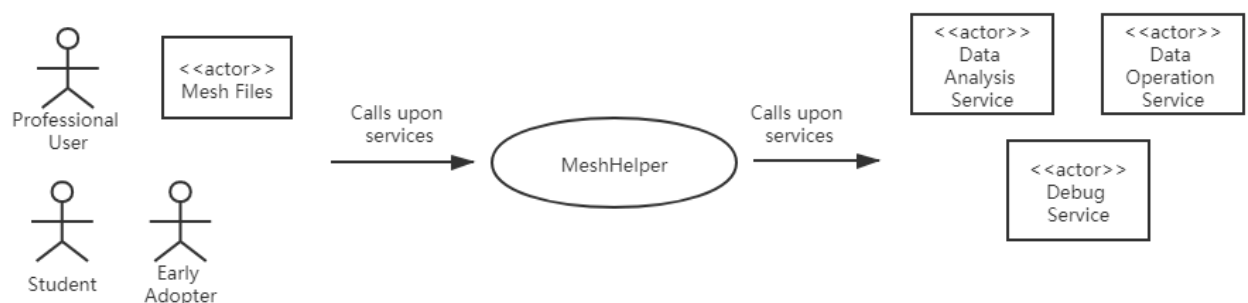 Professional
User
<<actor>>
Mesh Files
Student
Early
Adopter
Calls upon
services
MeshHelper
Calls upon
services
<<actor>>
Data
Analysis
Service
<<actor>>
Data
Operation
Service
<<actor>>
Debug
Service